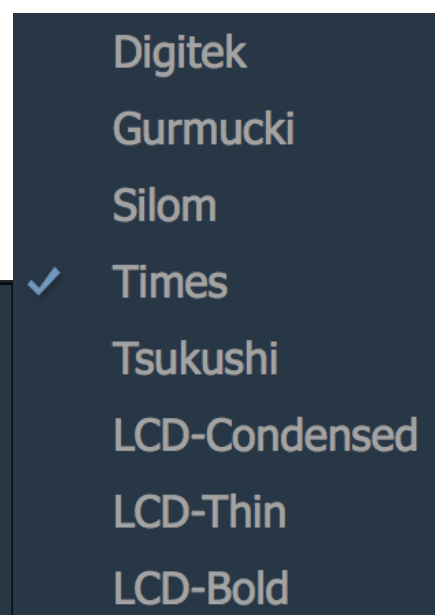 Digitek
Gurmucki
Silom
Times
Tsukushi
LCD-Condensed
LCD-Thin
LCD-Bold